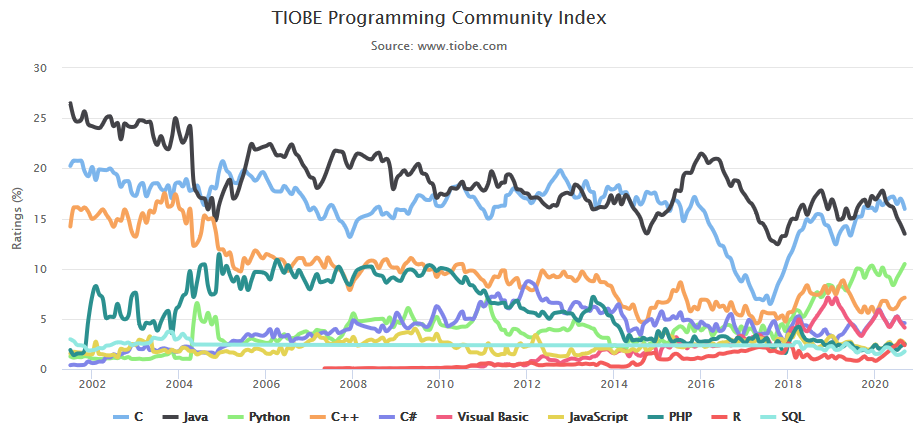 TIOBE Programming Community Index
Source: www.tiobe.com
Ratings (%)
30
25
20
15
10
5
0
2002 2004 2006 2008 2010 2012 2014 2016 2018 2020
C Java Python C++ C# Visual Basic JavaScript PHP R SQL